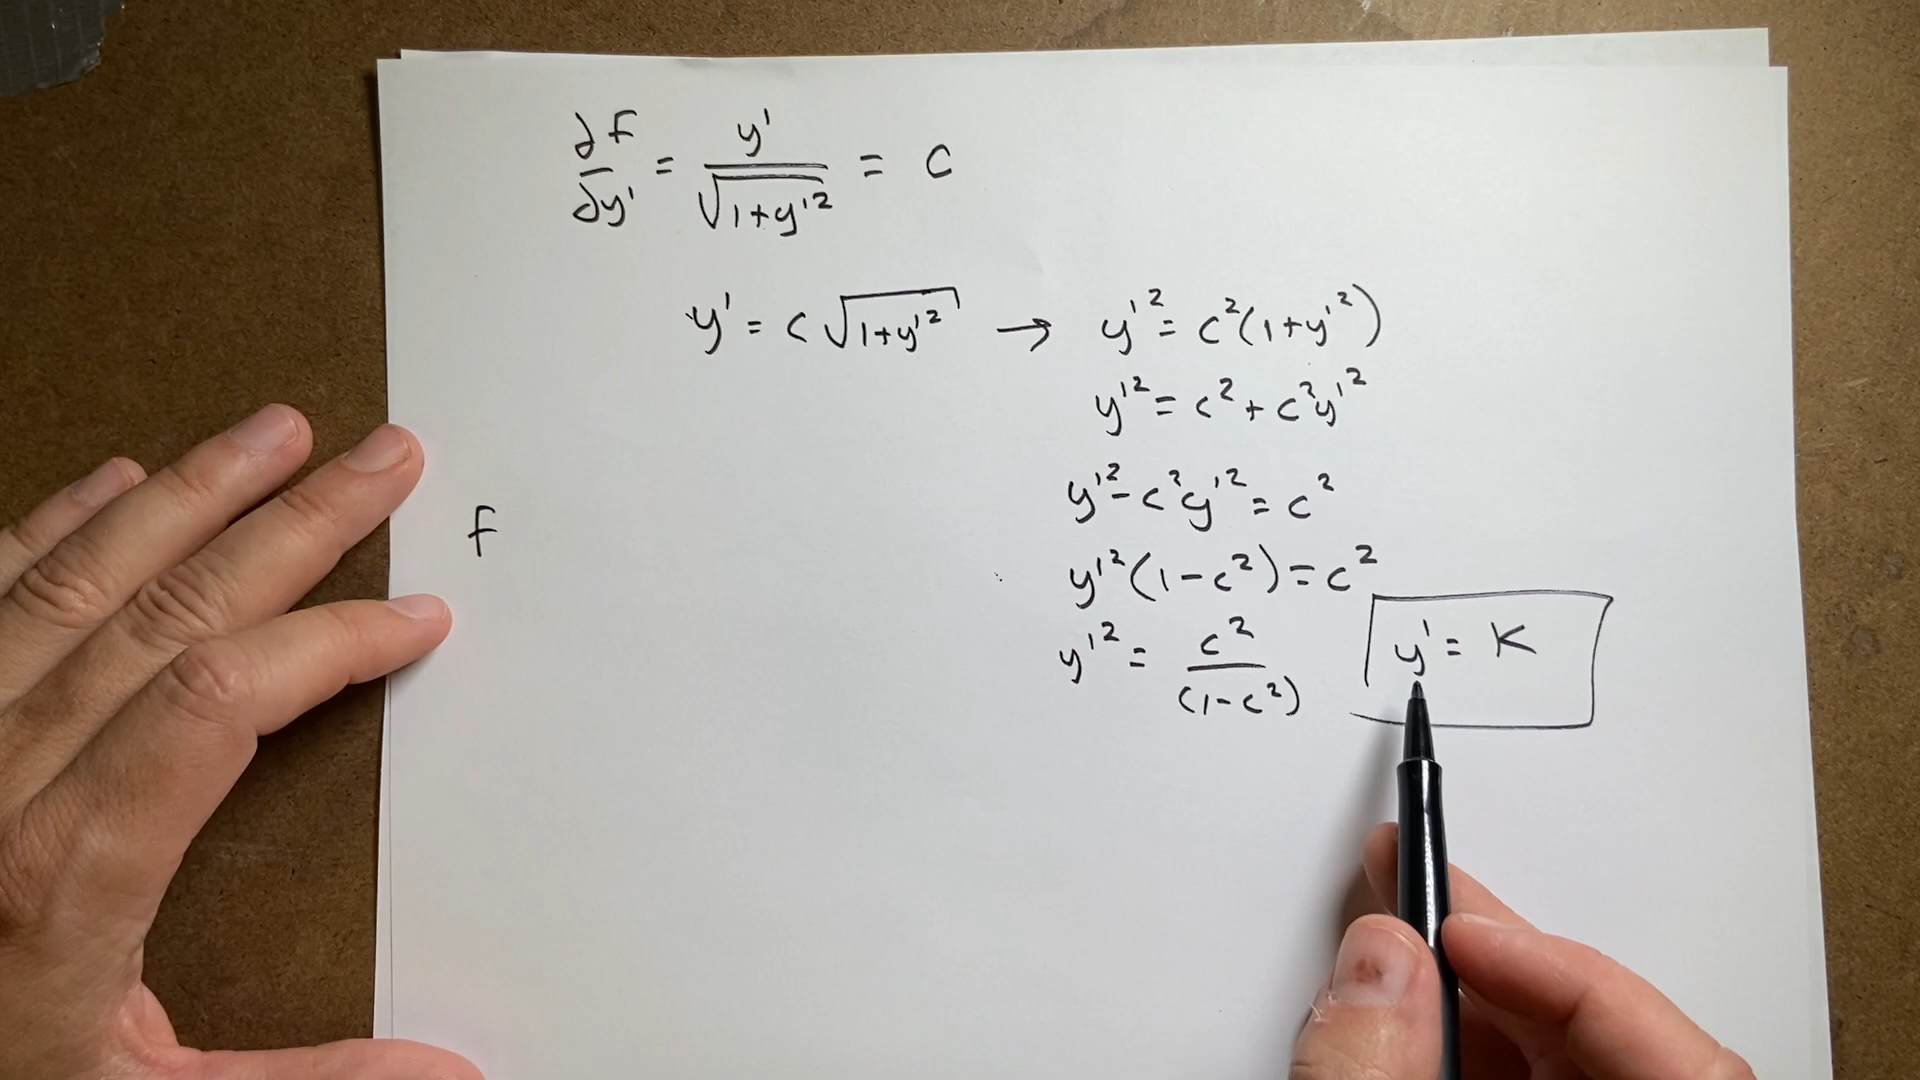 ∂f/∂y' = y'/√(1+y'²) = c
y' = c√(1+y'²) → y'² = c²(1+y'²)
y'² = c² + c²y'²
y'² - c²y'² = c²
f
y'²(1-c²) = c²
y'² = c²/(1-c²)
y' = K